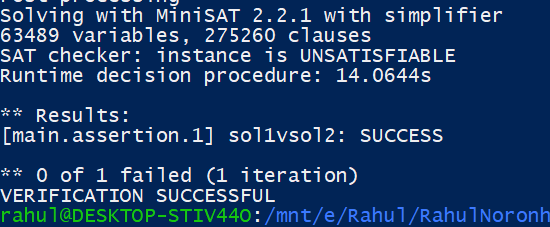 Solving with MiniSAT 2.2.1 with simplifier
63489 variables, 275260 clauses
SAT checker: instance is UNSATISFIABLE
Runtime decision procedure: 14.0644s
** Results:
[main.assertion.1] sol1vsol2: SUCCESS
** 0 of 1 failed (1 iteration)
VERIFICATION SUCCESSFUL
rahul@DESKTOP-STIV44O:/mnt/e/Rahul/RahulNoronh